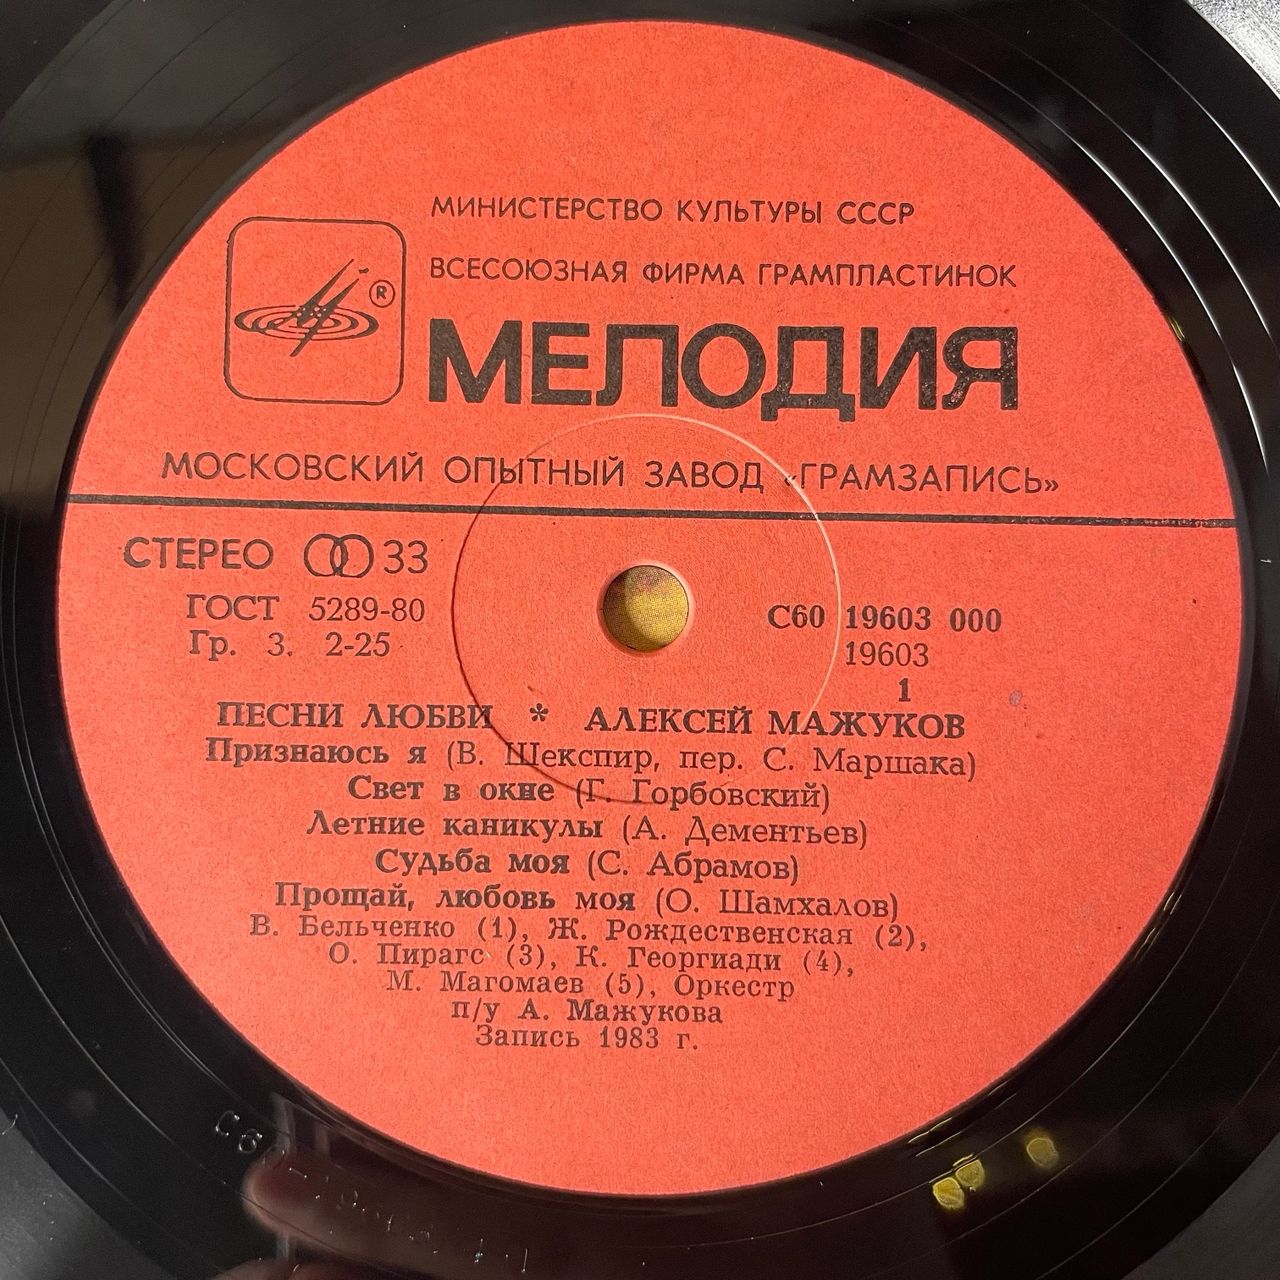 МИНИСТЕРСТВО КУЛЬТУРЫ СССР
ВСЕСОЮЗНАЯ ФИРМА ГРАМПЛАСТИНОК
®
МЕЛОДИЯ
МОСКОВСКИЙ ОПЫТНЫЙ ЗАВОД «ГРАМЗАПИСЬ»
СТЕРЕО 33
ГОСТ 5289-80
Гр. 3. 2-25
С60 19603 000
19603
1
ПЕСНИ ЛЮБВИ * АЛЕКСЕЙ МАЖУКОВ
Признаюсь я (В. Шекспир, пер. С. Маршака)
Свет в окне (Г. Горбовский)
Летние каникулы (А. Дементьев)
Судьба моя (С. Абрамов)
Прощай, любовь моя (О. Шамхалов)
В. Бельченко (1), Ж. Рождественская (2),
О. Пирагс (3), К. Георгиади (4),
М. Магомаев (5), Оркестр
п/у А. Мажукова
Запись 1983 г.